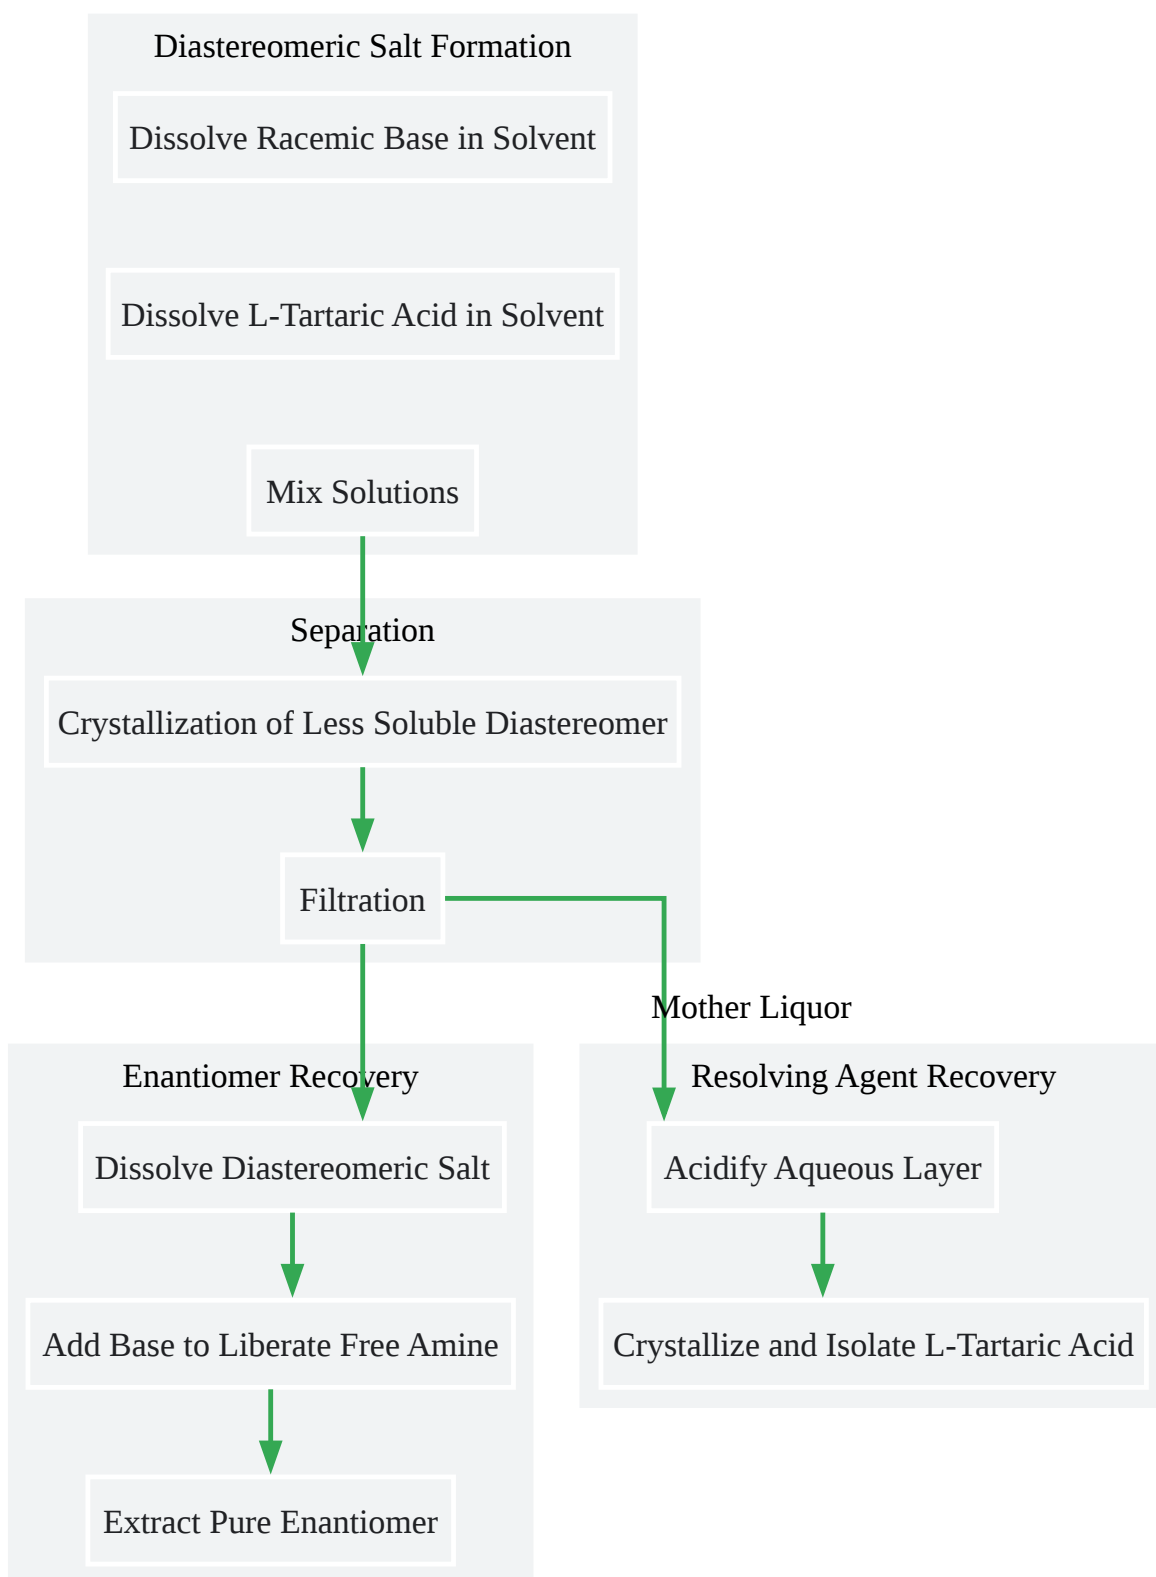 Diastereomeric Salt Formation
Dissolve Racemic Base in Solvent
Dissolve L-Tartaric Acid in Solvent
Mix Solutions
Separation
Crystallization of Less Soluble Diastereomer
Filtration
Mother Liquor
Enantiomer Recovery
Dissolve Diastereomeric Salt
Add Base to Liberate Free Amine
Extract Pure Enantiomer
Resolving Agent Recovery
Acidify Aqueous Layer
Crystallize and Isolate L-Tartaric Acid